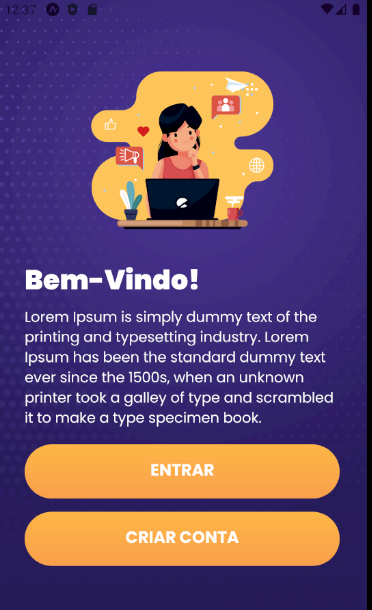 12:37
Bem-Vindo!
Lorem Ipsum is simply dummy text of the
printing and typesetting industry. Lorem
Ipsum has been the standard dummy text
ever since the 1500s, when an unknown
printer took a galley of type and scrambled
it to make a type specimen book.
ENTRAR
CRIAR CONTA